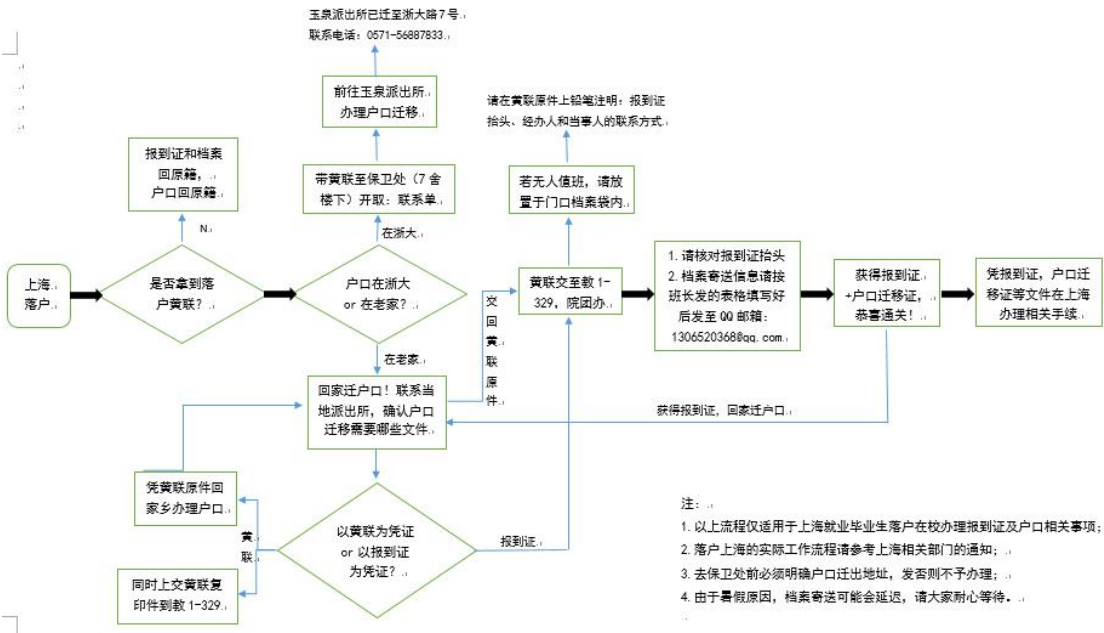 玉泉派出所已迁至浙大路7号.
联系电话：0571-56887833.
前往玉泉派出所
办理户口迁移
请在黄联原件上铅笔注明：报到证
抬头、经办人和当事人的联系方式.
报到证和档案
回原籍，
户口回原籍
带黄联至保卫处（7舍
楼下）开取：联系单
若无人值班，请放
置于门口档案袋内
N
在浙大
上海
落户
是否拿到落
户黄联？
户口在浙大
or 在老家？
黄联交至教1-
329，院团办
1.请核对报到证抬头
2.档案寄送信息请按
班长发的表格填写好
后发至QQ邮箱：
1306520368@qq.com
获得报到证
+户口迁移证，
恭喜通关！
凭报到证，户口迁
移证等文件在上海
办理相关手续
交回黄联原件
在老家
回家迁户口！联系当
地派出所，确认户口
迁移需要哪些文件
获得报到证，回家迁户口
凭黄联原件回
家乡办理户口
黄联
以黄联为凭证
or 以报到证
为凭证？
报到证
同时上交黄联复
印件到教1-329
注：
1. 以上流程仅适用于上海就业毕业生落户在校办理报到证及户口相关事项；
2. 落户上海的实际工作流程请参考上海相关部门的通知；
3. 去保卫处前必须明确户口迁出地址，发否则不予办理；
4. 由于暑假原因，档案寄送可能会延迟，请大家耐心等待。